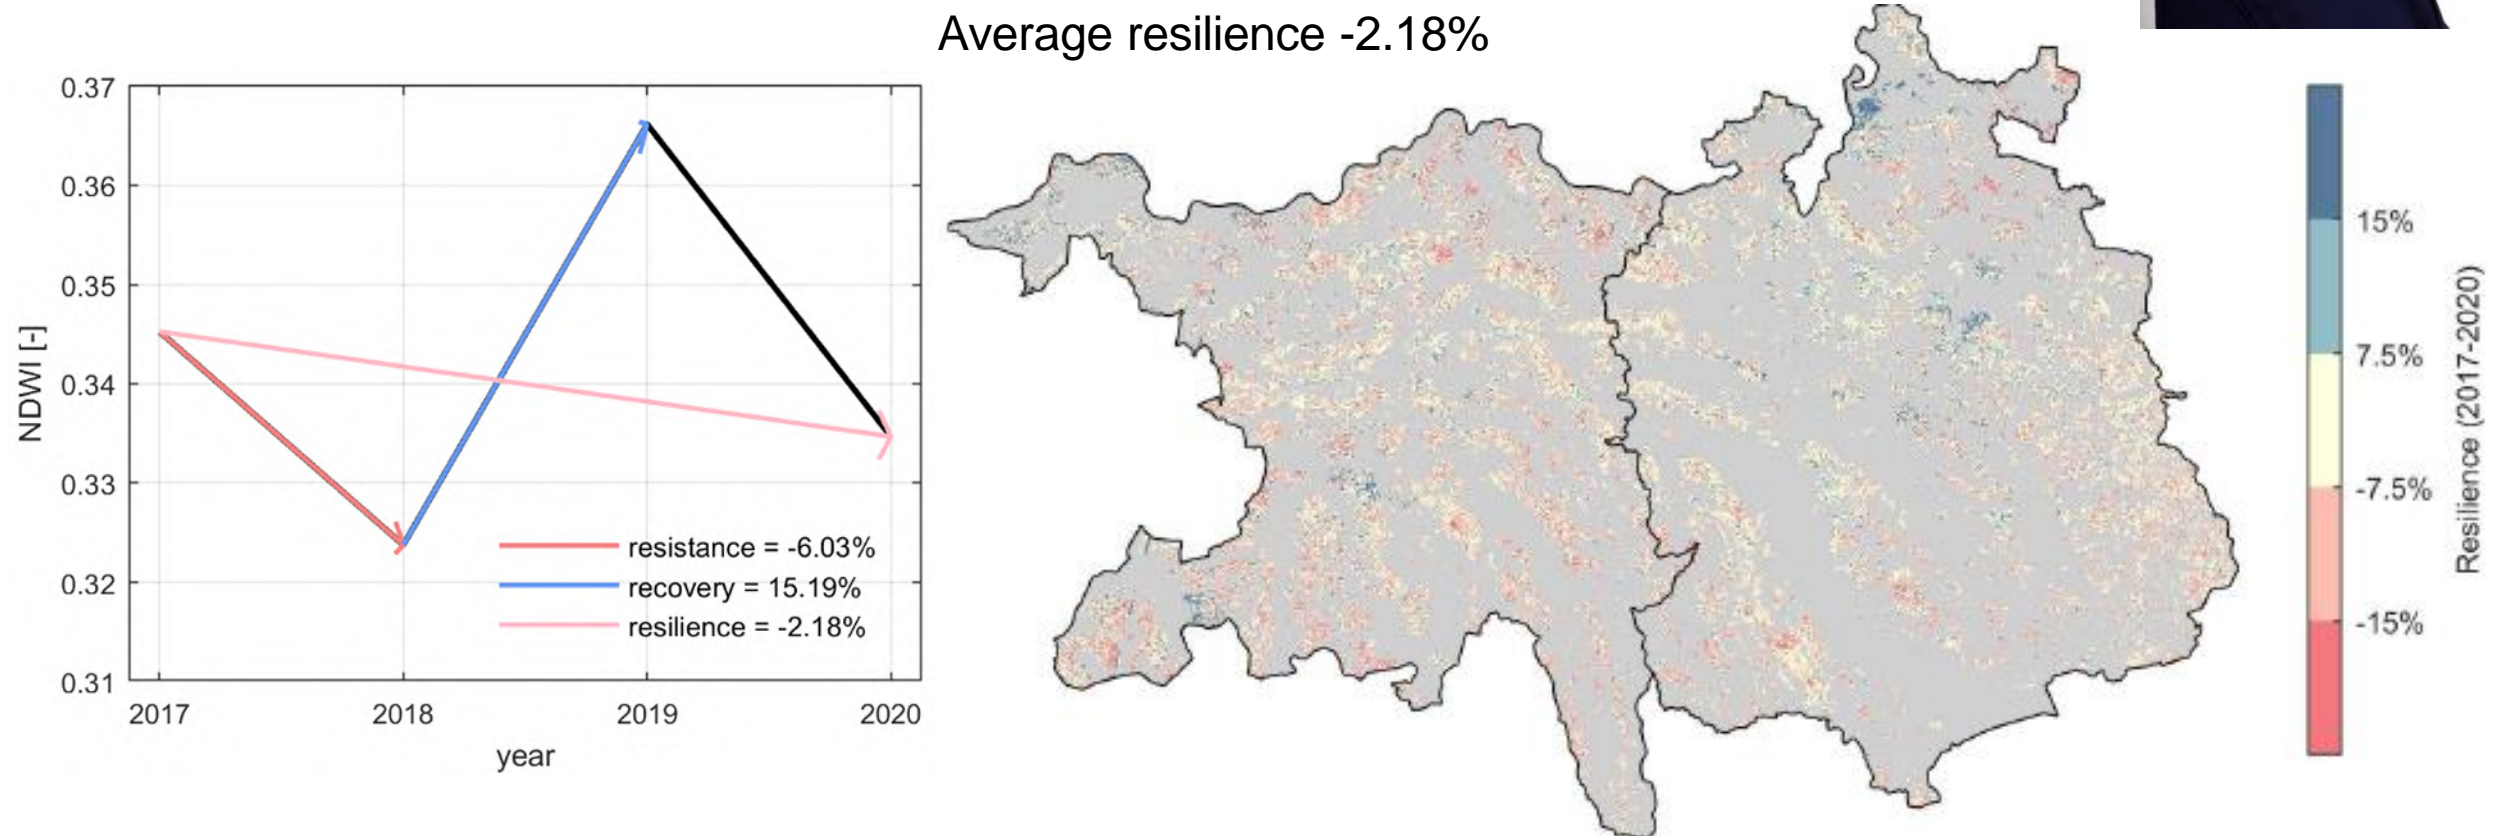 Average resilience -2.18%
0.37
0.36
0.35
0.34
0.33
0.32
0.31
NDWI [-]
resistance = -6.03%
recovery = 15.19%
resilience = -2.18%
2017 2018 2019 2020
year
15%
7.5%
-7.5%
-15%
Resilience (2017-2020)